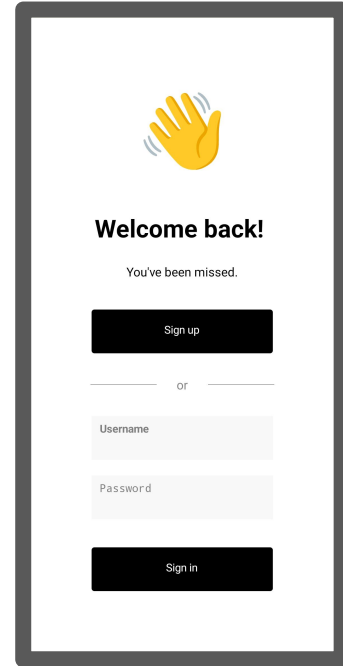 Welcome back!
You've been missed.
Sign up
or
Username
Password
Sign in